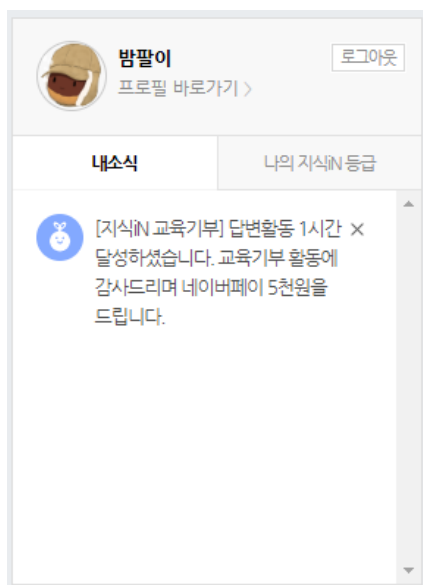 밤팔이
로그아웃
프로필 바로가기 >
내소식
나의 지식iN 등급
[지식iN 교육기부] 답변활동 1시간 ×
달성하셨습니다. 교육기부 활동에
감사드리며 네이버페이 5천원을
드립니다.